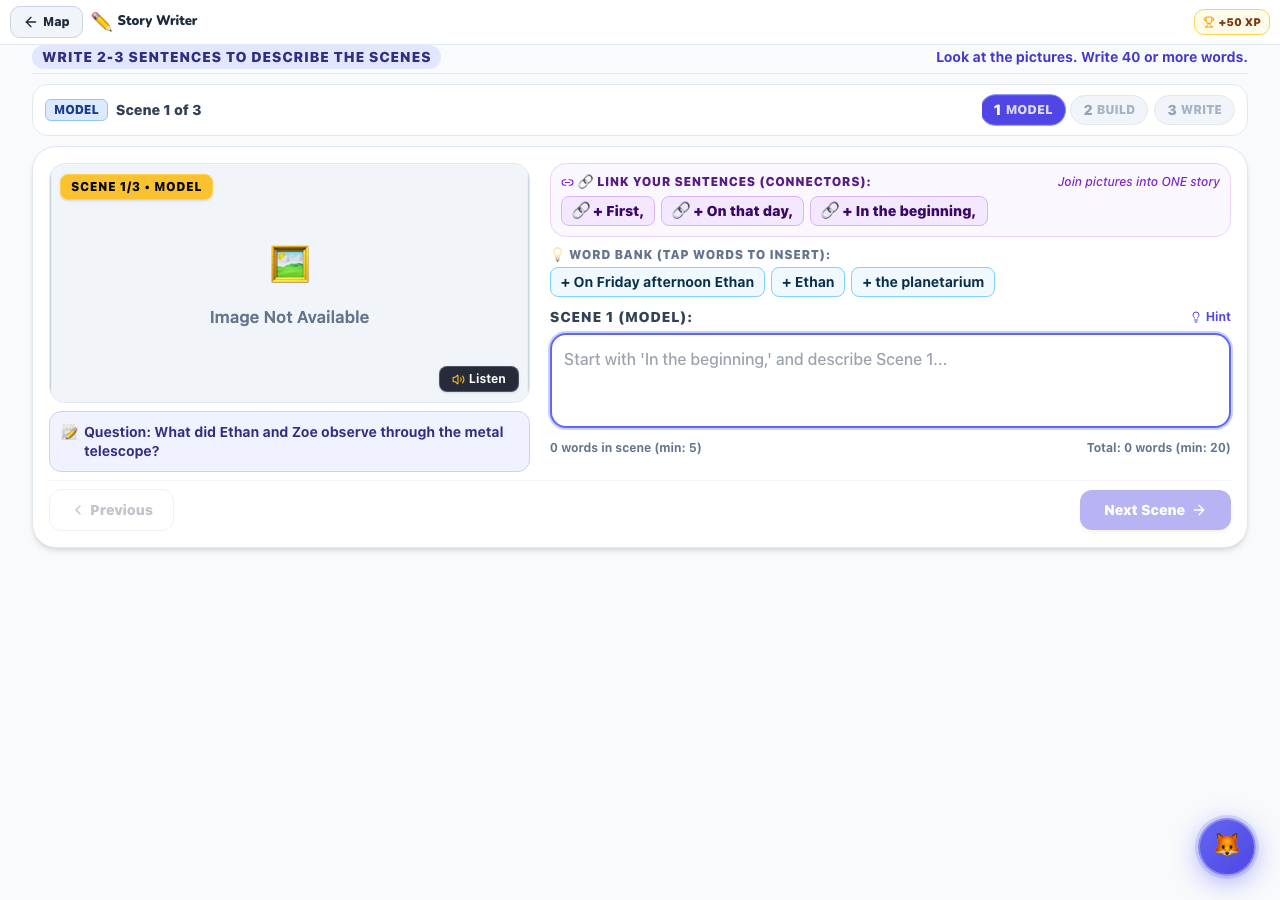 Map
Story Writer
+50 XP
WRITE 2-3 SENTENCES TO DESCRIBE THE SCENES
Look at the pictures. Write 40 or more words.
MODEL
Scene 1 of 3
1 MODEL
2 BUILD
3 WRITE
SCENE 1/3 • MODEL
Image Not Available
Listen
Question: What did Ethan and Zoe observe through the metal
telescope?
LINK YOUR SENTENCES (CONNECTORS):
Join pictures into ONE story
+ First,
+ On that day,
+ In the beginning,
WORD BANK (TAP WORDS TO INSERT):
+ On Friday afternoon Ethan
+ Ethan
+ the planetarium
SCENE 1 (MODEL):
Hint
Start with 'In the beginning,' and describe Scene 1...
0 words in scene (min: 5)
Total: 0 words (min: 20)
Previous
Next Scene